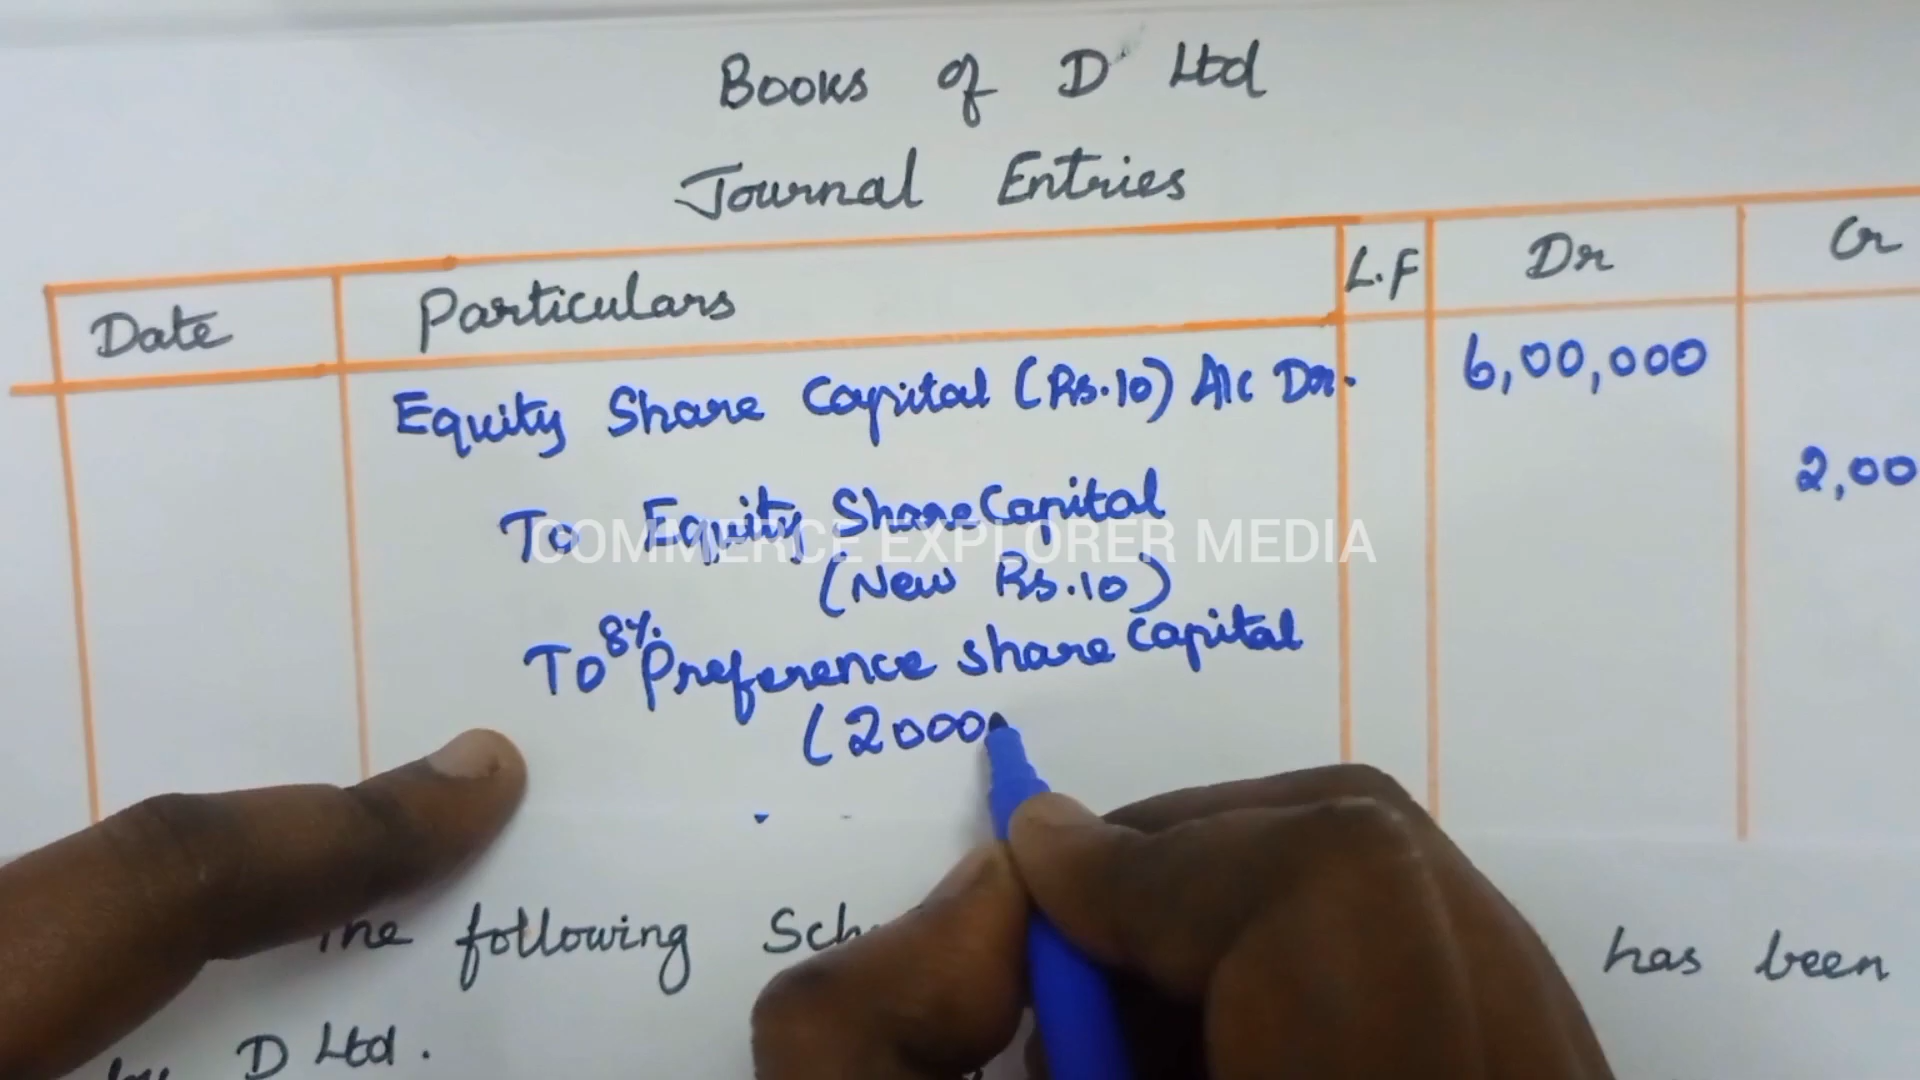 Books of D Ltd
Journal Entries
Date Particulars L.F Dr Cr
Equity Share Capital (Rs.10) A/c Dr. 6,00,000
To Equity Share Capital 2,00
COMMERCE EXPLORER MEDIA
(New Rs.10)
To 8% Preference share capital
(2000
The following Sch has been
D Ltd.